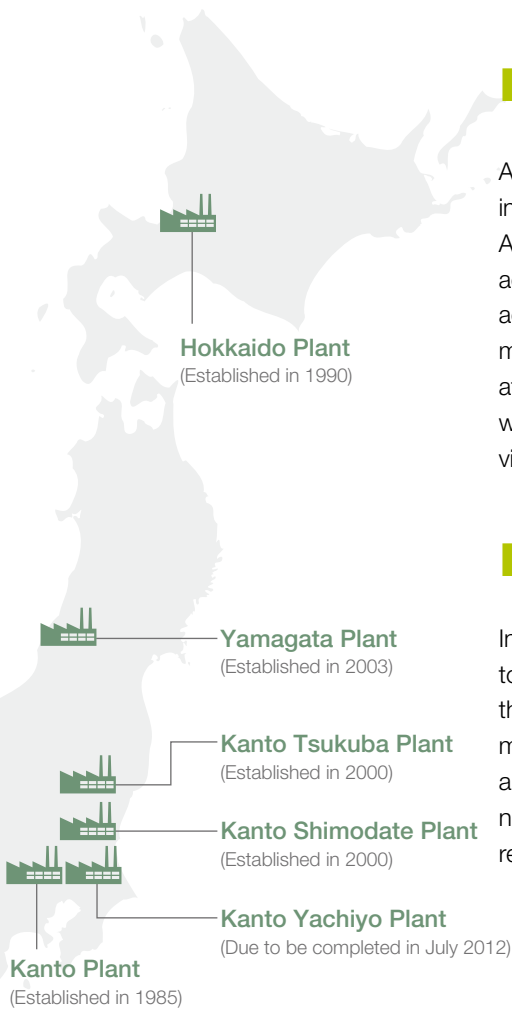 Hokkaido Plant
(Established in 1990)
Yamagata Plant
(Established in 2003)
Kanto Tsukuba Plant
(Established in 2000)
Kanto Shimodate Plant
(Established in 2000)
Kanto Yachiyo Plant
(Due to be completed in July 2012)
Kanto Plant
(Established in 1985)